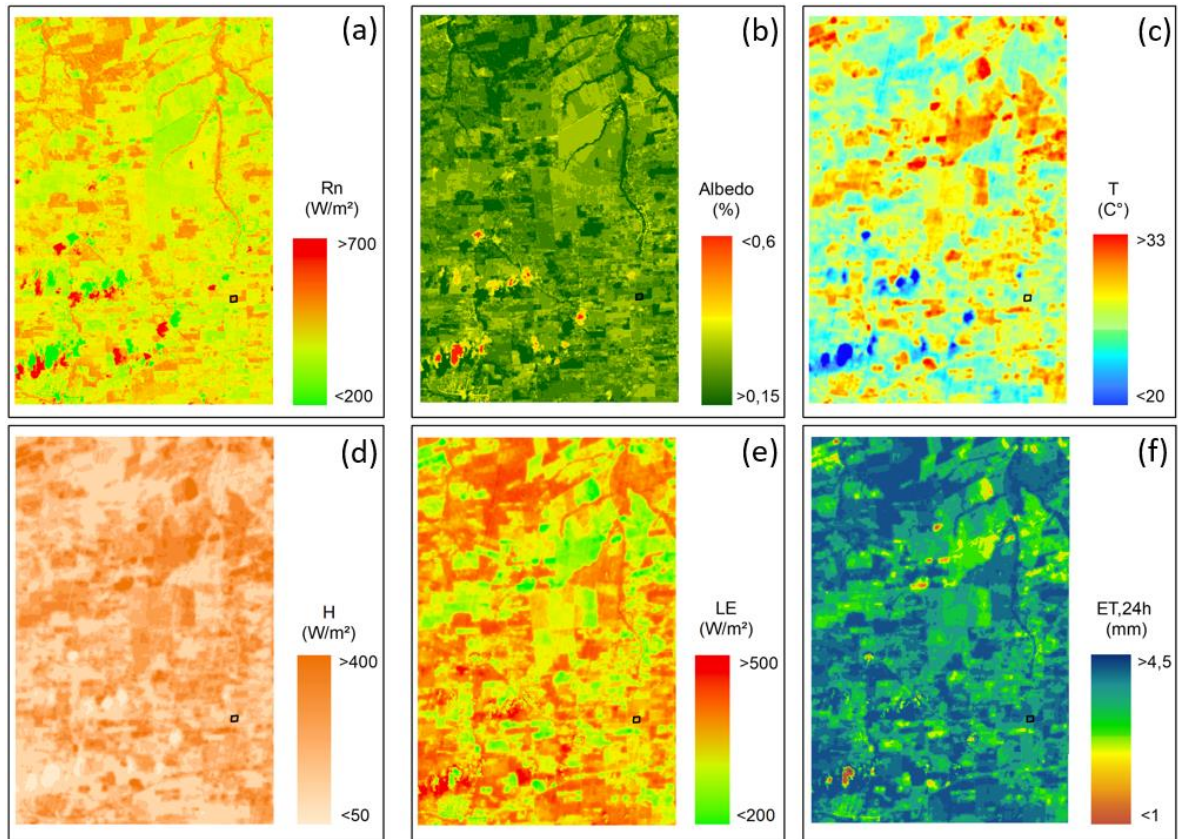 (a)
Rn
(W/m²)
>700
<200
(b)
Albedo
(%)
<0,6
>0,15
(c)
T
(C°)
>33
<20
(d)
H
(W/m²)
>400
<50
(e)
LE
(W/m²)
>500
<200
(f)
ET,24h
(mm)
>4,5
<1